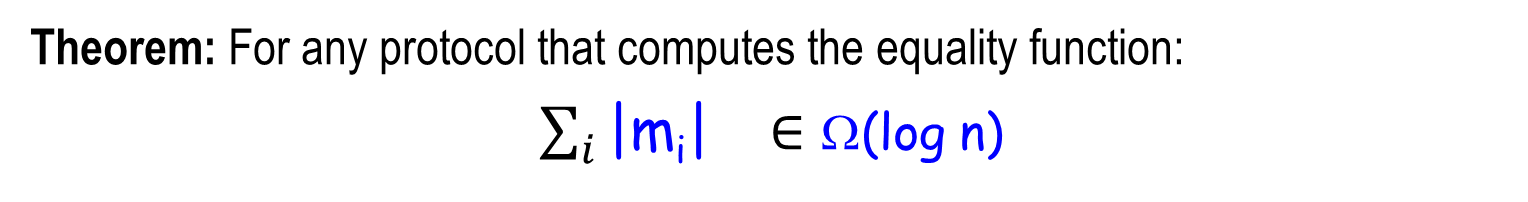 Theorem: For any protocol that computes the equality function:
∑ᵢ |mᵢ| ∈ Ω(log n)